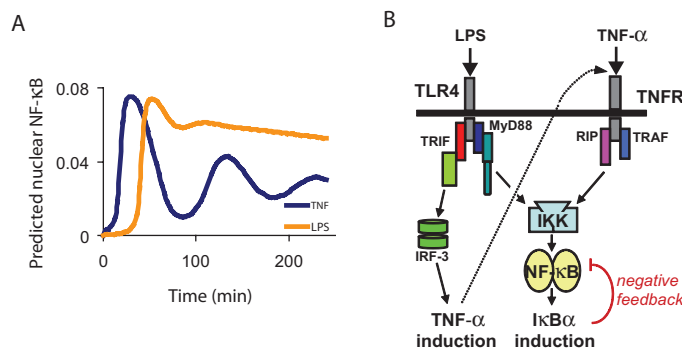 A
Predicted nuclear NF-κB
0.08
0.04
0
TNF
LPS
0
100
200
Time (min)
B
LPS
TNF-α
TLR4
TNFR
MyD88
TRIF
RIP
TRAF
IKK
IRF-3
NF-κB
negative
feedback
TNF-α
induction
IκBα
induction